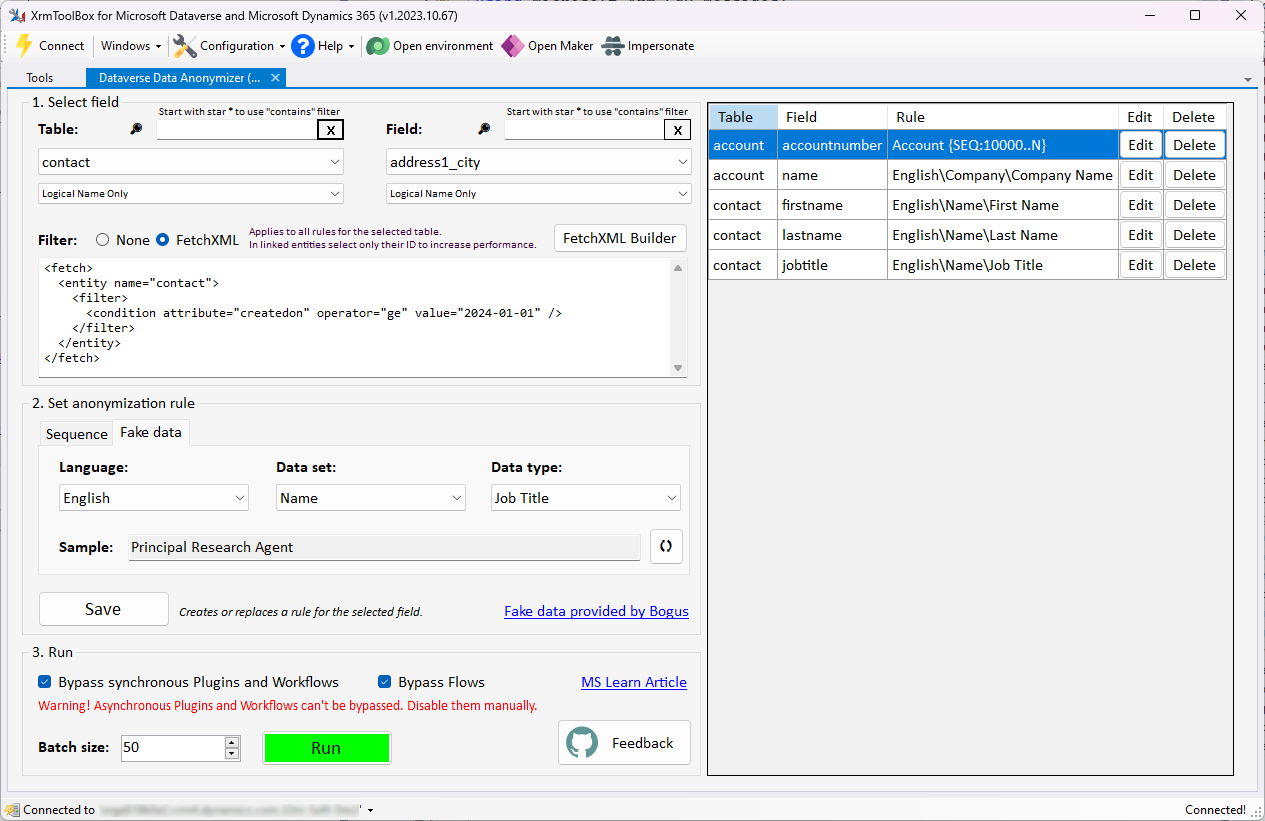 XrmToolBox for Microsoft Dataverse and Microsoft Dynamics 365 (v1.2023.10.67)
Connect Windows Configuration Help Open environment Open Maker Impersonate
Tools Dataverse Data Anonymizer (...
1. Select field
Start with star * to use "contains" filter
Table: X
contact
Logical Name Only
Start with star * to use "contains" filter
Field: X
address1_city
Logical Name Only
Filter: None FetchXML
Applies to all rules for the selected table.
In linked entities select only their ID to increase performance.
FetchXML Builder
<fetch>
<entity name="contact">
<filter>
<condition attribute="createdon" operator="ge" value="2024-01-01" />
</filter>
</entity>
</fetch>
2. Set anonymization rule
Sequence Fake data
Language: Data set: Data type:
English Name Job Title
Sample: Principal Research Agent
Save Creates or replaces a rule for the selected field. Fake data provided by Bogus
3. Run
Bypass synchronous Plugins and Workflows Bypass Flows MS Learn Article
Warning! Asynchronous Plugins and Workflows can't be bypassed. Disable them manually.
Batch size: 50 Run Feedback
Table Field Rule Edit Delete
account accountnumber Account {SEQ:10000..N} Edit Delete
account name English\Company\Company Name Edit Delete
contact firstname English\Name\First Name Edit Delete
contact lastname English\Name\Last Name Edit Delete
contact jobtitle English\Name\Job Title Edit Delete
Connected to
Connected!